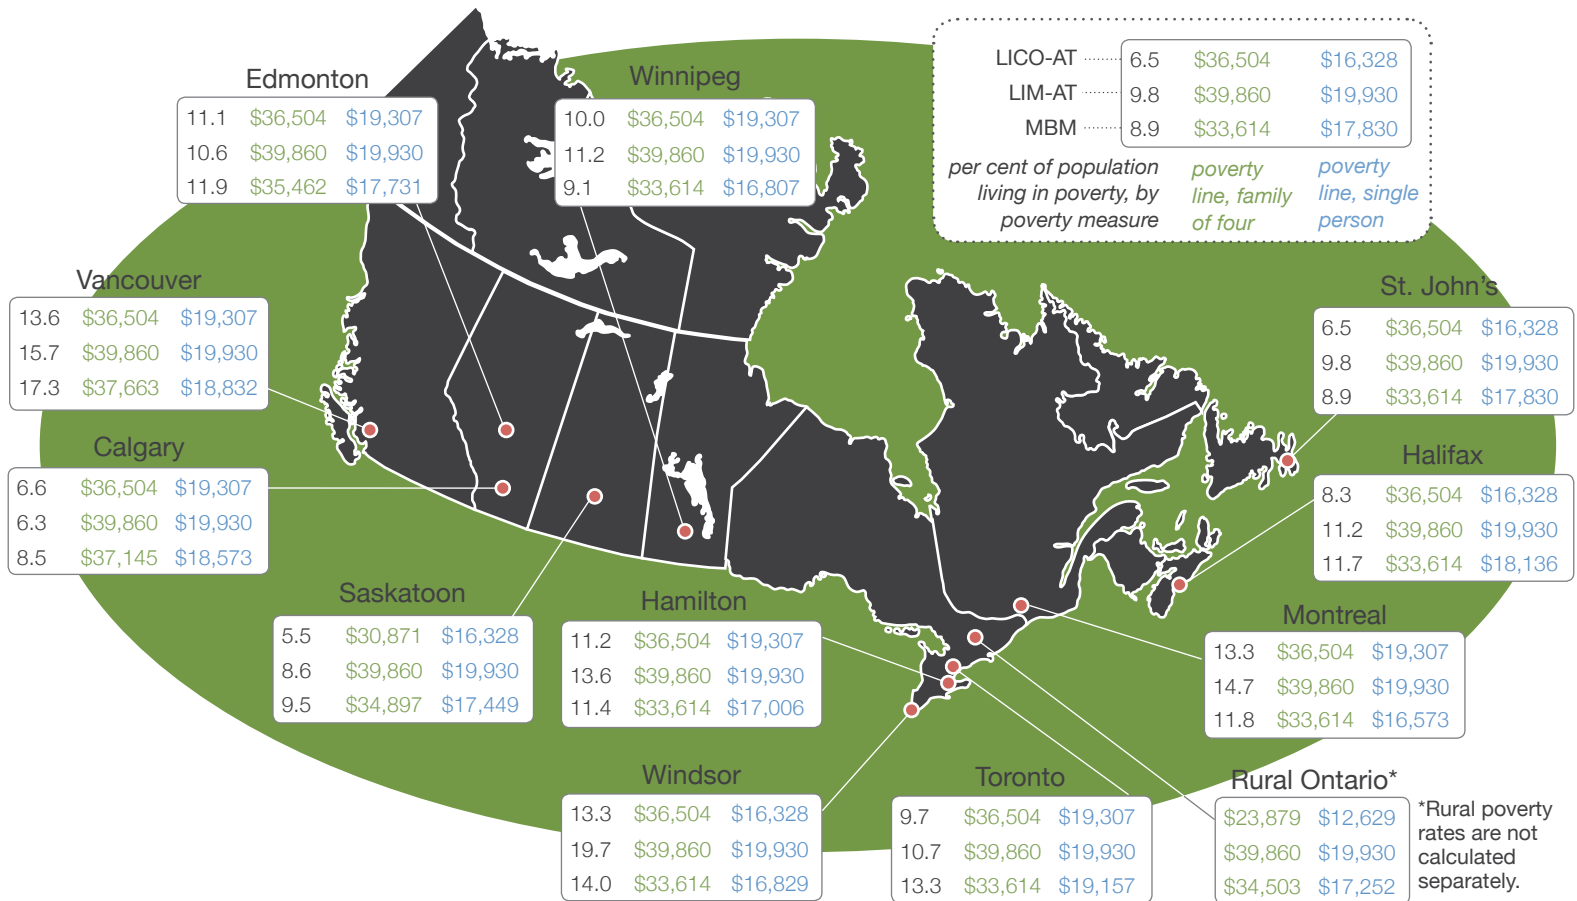 LICO-AT 6.5 $36,504 $16,328
LIM-AT 9.8 $39,860 $19,930
MBM 8.9 $33,614 $17,830
per cent of population
living in poverty, by
poverty measure
poverty
line, family
of four
poverty
line, single
person
Edmonton
11.1 $36,504 $19,307
10.6 $39,860 $19,930
11.9 $35,462 $17,731
Winnipeg
10.0 $36,504 $19,307
11.2 $39,860 $19,930
9.1 $33,614 $16,807
Vancouver
13.6 $36,504 $19,307
15.7 $39,860 $19,930
17.3 $37,663 $18,832
St. John's
6.5 $36,504 $16,328
9.8 $39,860 $19,930
8.9 $33,614 $17,830
Calgary
6.6 $36,504 $19,307
6.3 $39,860 $19,930
8.5 $37,145 $18,573
Halifax
8.3 $36,504 $16,328
11.2 $39,860 $19,930
11.7 $33,614 $18,136
Saskatoon
5.5 $30,871 $16,328
8.6 $39,860 $19,930
9.5 $34,897 $17,449
Hamilton
11.2 $36,504 $19,307
13.6 $39,860 $19,930
11.4 $33,614 $17,006
Montreal
13.3 $36,504 $19,307
14.7 $39,860 $19,930
11.8 $33,614 $16,573
Windsor
13.3 $36,504 $16,328
19.7 $39,860 $19,930
14.0 $33,614 $16,829
Toronto
9.7 $36,504 $19,307
10.7 $39,860 $19,930
13.3 $33,614 $19,157
Rural Ontario*
$23,879 $12,629
$39,860 $19,930
$34,503 $17,252
*Rural poverty
rates are not
calculated
separately.